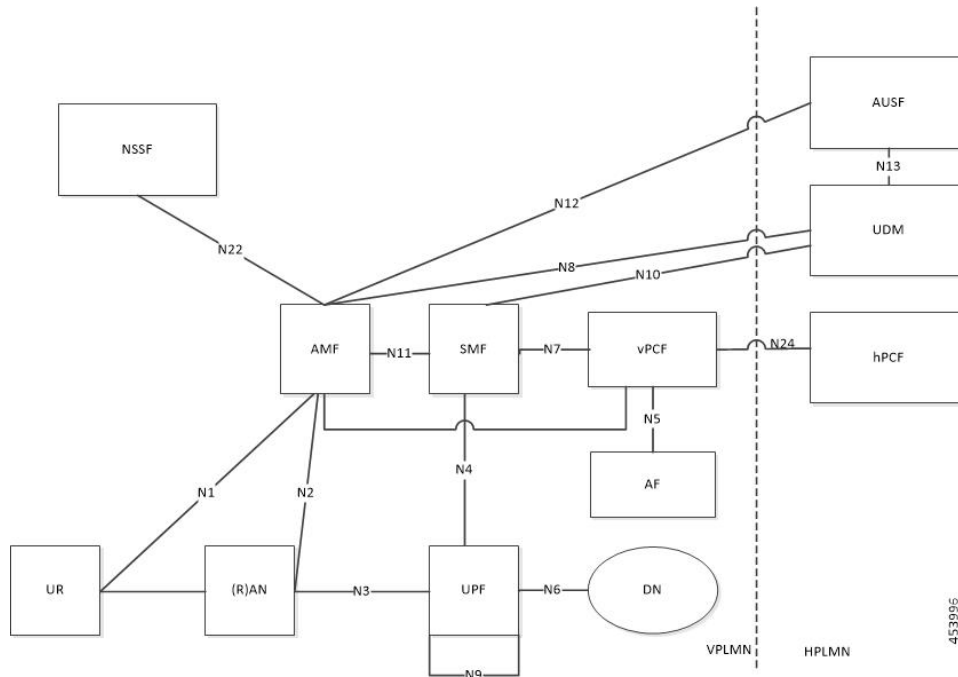 AUSF
NSSF
N13
N12
UDM
N22
N8
N10
AMF
N11
SMF
N7
vPCF
N24
hPCF
N5
N4
AF
N1
N2
UR
(R)AN
N3
UPF
N6
DN
VPLMN
HPLMN
N9
453996